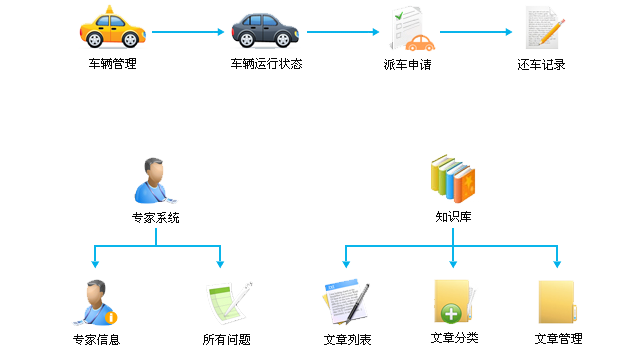 车辆管理
车辆运行状态
派车申请
还车记录
专家系统
知识库
专家信息
所有问题
文章列表
文章分类
文章管理